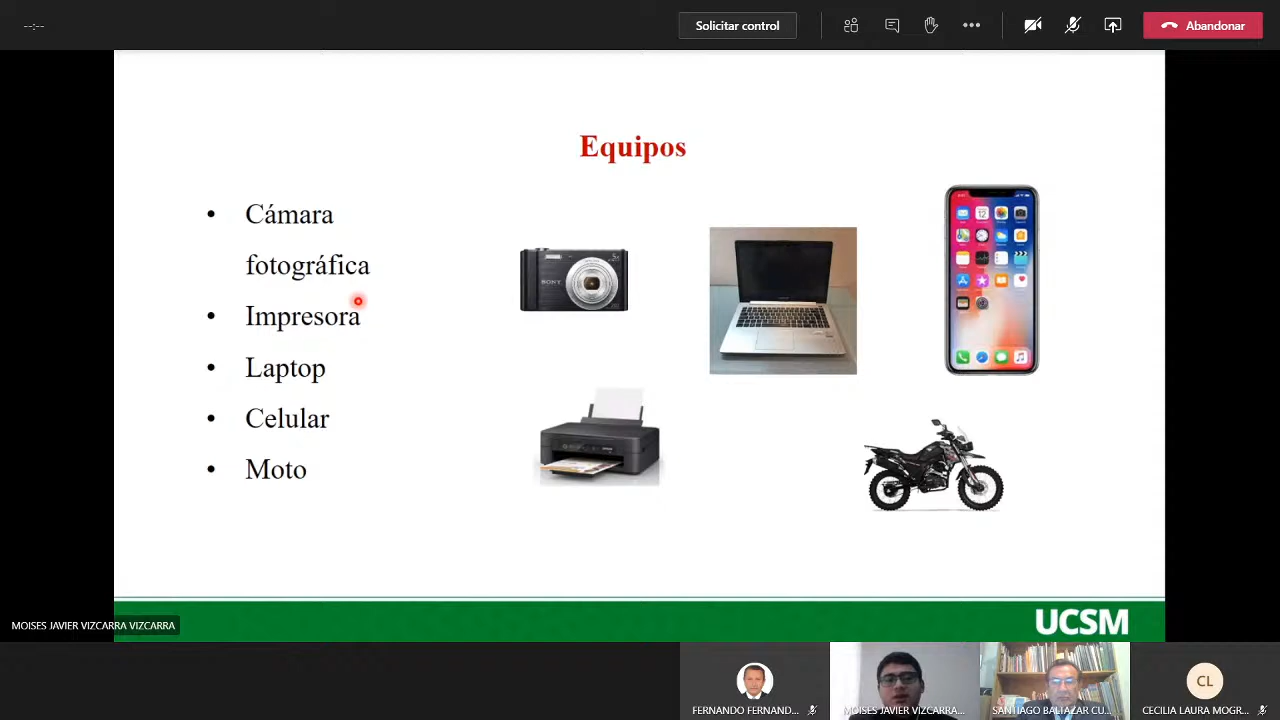 --:--
Solicitar control
Abandonar
Equipos
• Cámara
fotográfica
• Impresora
• Laptop
• Celular
• Moto
SONY
UCSM
MOISES JAVIER VIZCARRA VIZCARRA
FERNANDO FERNAND...
MOISES JAVIER VIZCARRA...
SANTIAGO BALTAZAR CU...
CL
CECILIA LAURA MOGR...